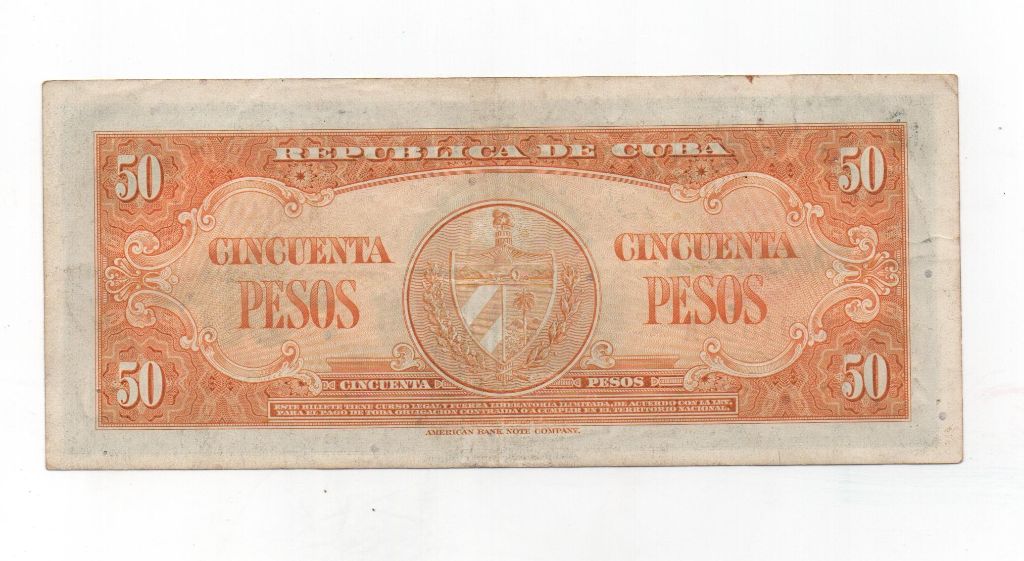 REPUBLICA DE CUBA
50
50
CINCUENTA
PESOS
CINCUENTA
PESOS
50
50
CINCUENTA PESOS
ESTE BILLETE TIENE CURSO LEGAL Y FUERZA LIBERATORIA ILIMITADA, DE ACUERDO CON LA LEY,
PARA EL PAGO DE TODA OBLIGACION CONTRAIDA O A CUMPLIR EN EL TERRITORIO NACIONAL.
AMERICAN BANK NOTE COMPANY.